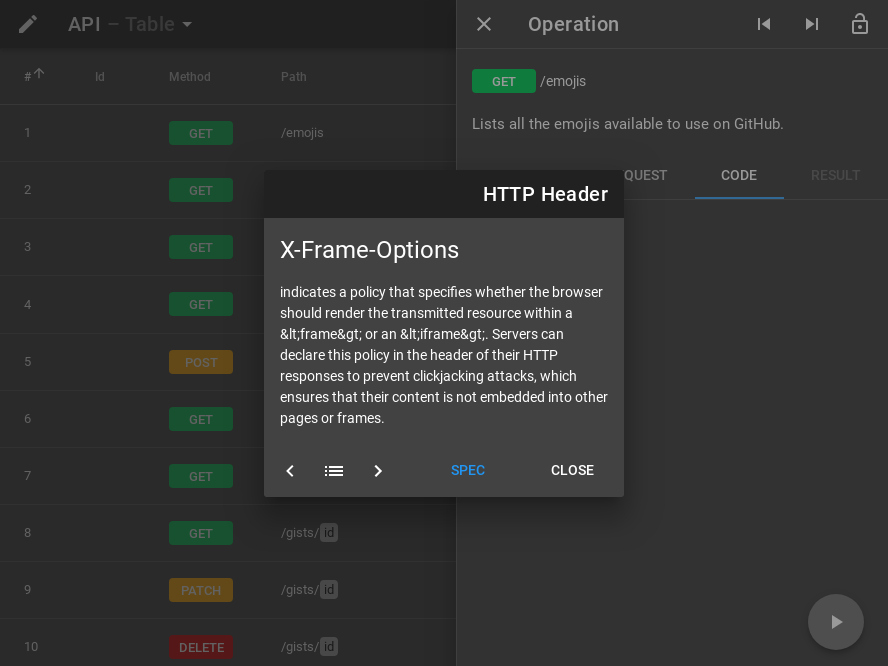 API – Table
Operation
# Id Method Path
GET /emojis
Lists all the emojis available to use on GitHub.
QUEST CODE RESULT
1 GET /emojis
2 GET
3 GET
4 GET
5 POST
6 GET
7 GET
8 GET /gists/id
9 PATCH /gists/id
10 DELETE /gists/id
HTTP Header
X-Frame-Options
indicates a policy that specifies whether the browser
should render the transmitted resource within a
&lt;frame&gt; or an &lt;iframe&gt;. Servers can
declare this policy in the header of their HTTP
responses to prevent clickjacking attacks, which
ensures that their content is not embedded into other
pages or frames.
SPEC CLOSE